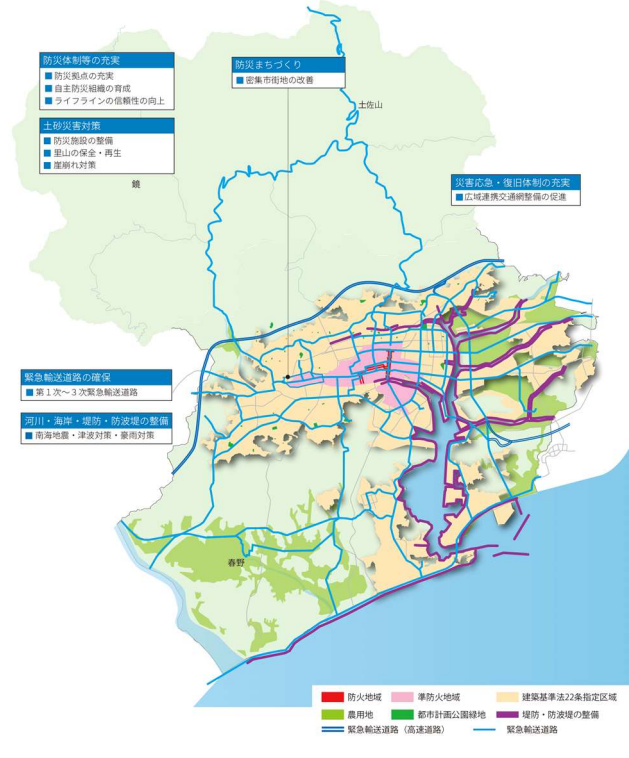 防災体制等の充実
■ 防災拠点の充実
■ 自主防災組織の育成
■ ライフラインの信頼性の向上
防災まちづくり
■ 密集市街地の改善
土佐山
土砂災害対策
■ 防災施設の整備
■ 里山の保全・再生
■ 崖崩れ対策
鏡
災害応急・復旧体制の充実
■ 広域連携交通網整備の促進
緊急輸送道路の確保
■ 第1次～3次緊急輸送道路
河川・海岸・堤防・防波堤の整備
■ 南海地震・津波対策・豪雨対策
春野
防火地域 準防火地域 建築基準法22条指定区域
農用地 都市計画公園緑地 堤防・防波堤の整備
緊急輸送道路（高速道路） 緊急輸送道路